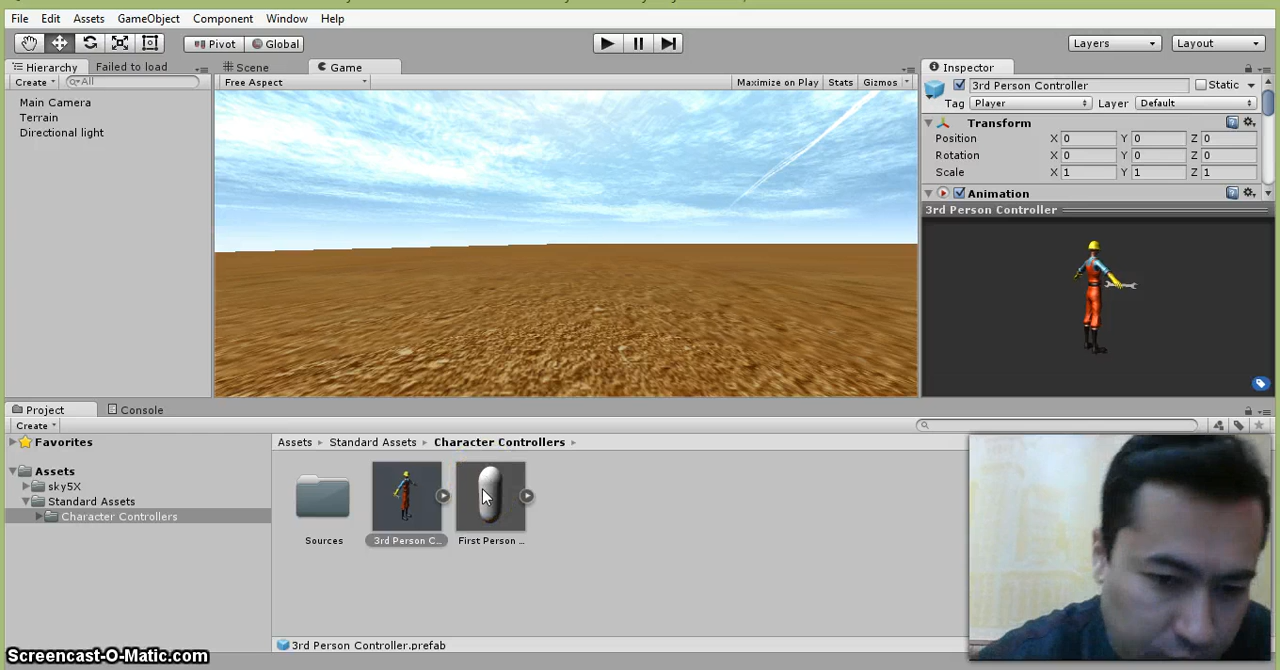 File Edit Assets GameObject Component Window Help
Pivot Global Layers Layout
Hierarchy Failed to load Scene Game Inspector
Create All Free Aspect Maximize on Play Stats Gizmos 3rd Person Controller Static
Main Camera Tag Player Layer Default
Terrain Transform
Directional light Position X 0 Y 0 Z 0
Rotation X 0 Y 0 Z 0
Scale X 1 Y 1 Z 1
Animation
3rd Person Controller
Project Console
Create
Favorites Assets Standard Assets Character Controllers
Assets
sky5X
Standard Assets
Character Controllers
Sources 3rd Person C... First Person ...
3rd Person Controller.prefab
Screencast-O-Matic.com